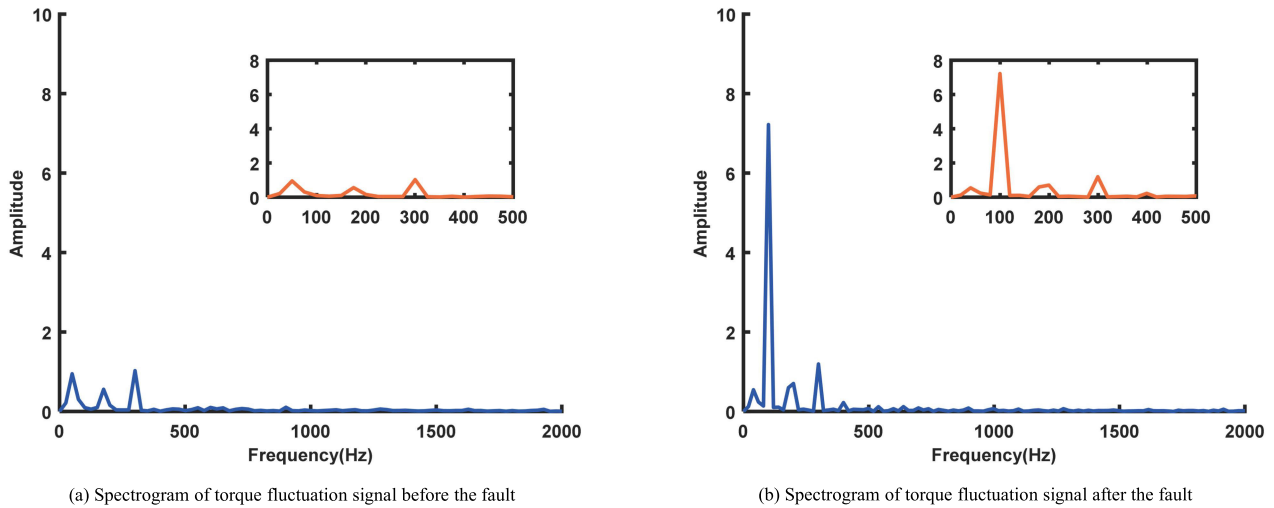 10
8
6
4
2
0
Amplitude
8
6
4
2
0
0 100 200 300 400 500
0 500 1000 1500 2000
Frequency(Hz)
(a) Spectrogram of torque fluctuation signal before the fault
10
8
6
4
2
0
Amplitude
8
6
4
2
0
0 100 200 300 400 500
0 500 1000 1500 2000
Frequency(Hz)
(b) Spectrogram of torque fluctuation signal after the fault